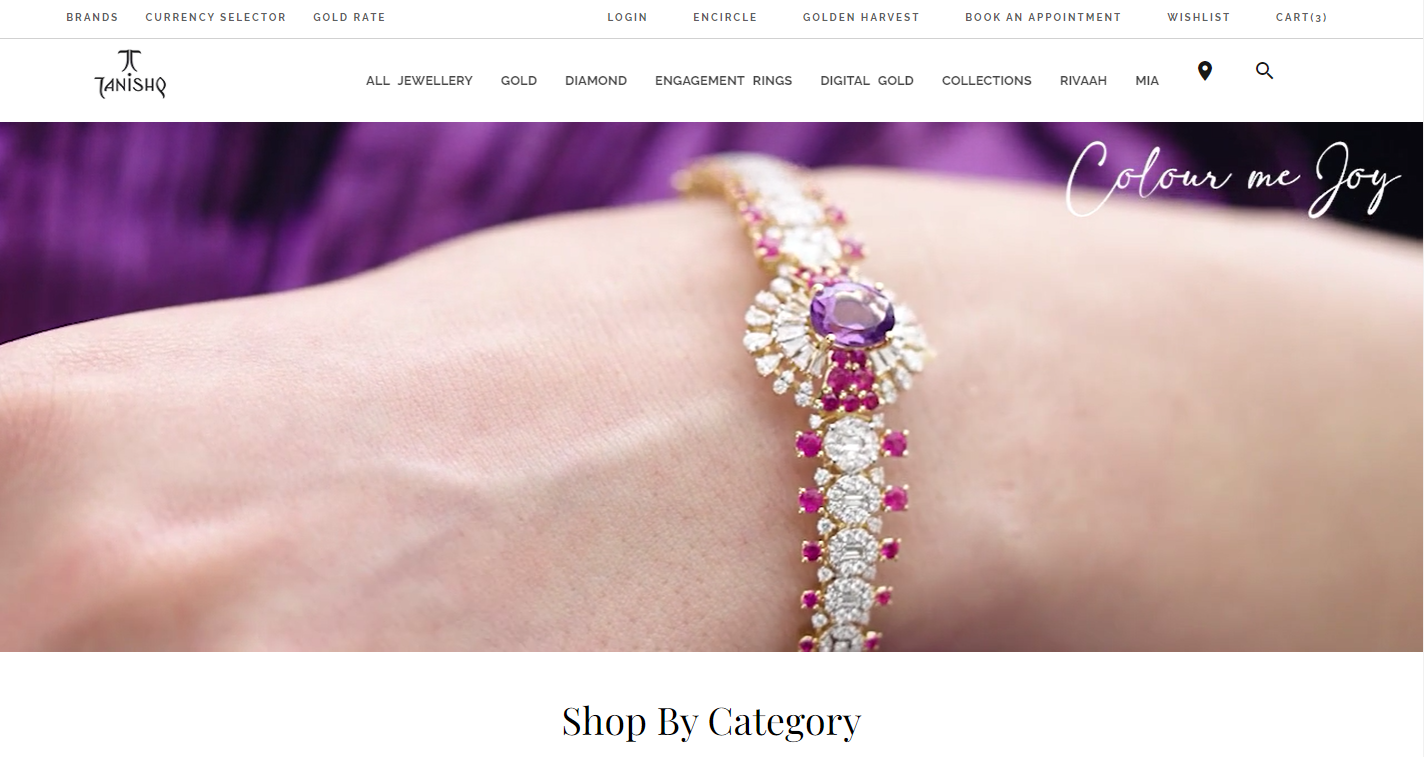 BRANDS CURRENCY SELECTOR GOLD RATE LOGIN ENCIRCLE GOLDEN HARVEST BOOK AN APPOINTMENT WISHLIST CART(3)
TANISHQ
ALL JEWELLERY GOLD DIAMOND ENGAGEMENT RINGS DIGITAL GOLD COLLECTIONS RIVAAH MIA
Colour me Joy
Shop By Category